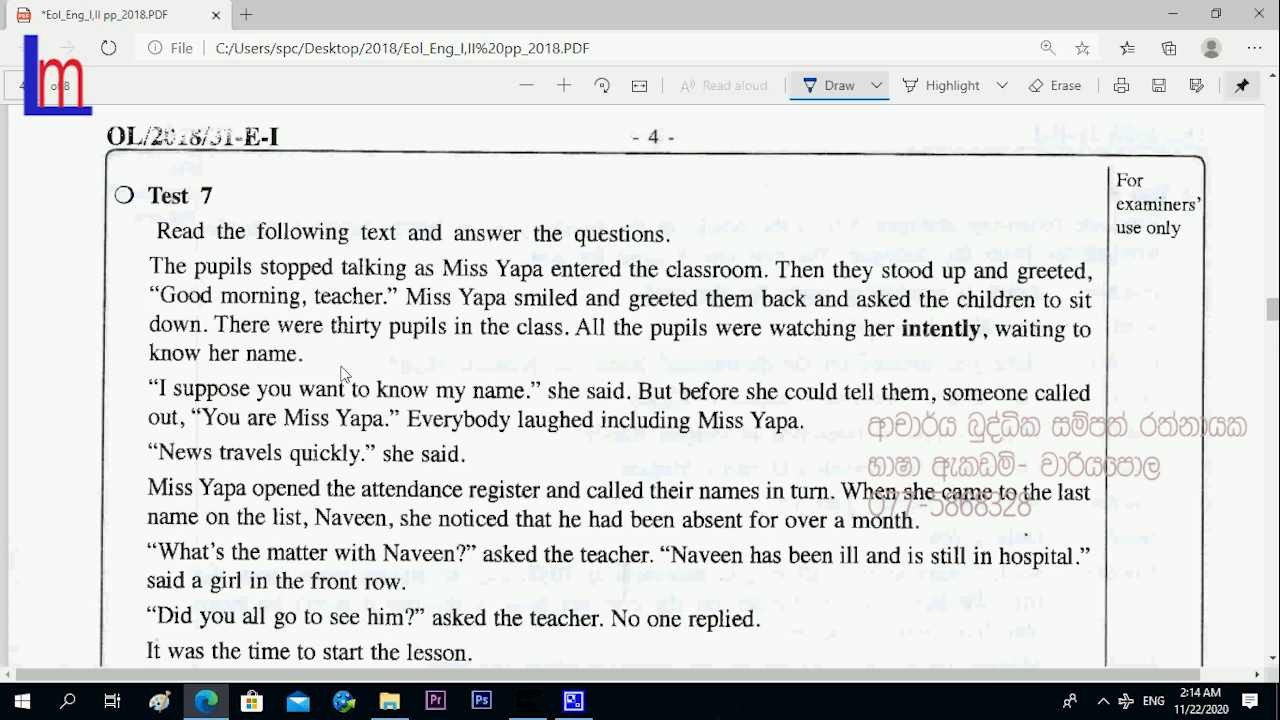 *Eol_Eng_I,II pp_2018.PDF
File C:/Users/spc/Desktop/2018/Eol_Eng_I,II%20pp_2018.PDF
Lm
4 of 8 Read aloud Draw Highlight Erase
OL/2018/31-E-I - 4 -
For
examiners'
use only
Test 7
Read the following text and answer the questions.
The pupils stopped talking as Miss Yapa entered the classroom. Then they stood up and greeted,
“Good morning, teacher.” Miss Yapa smiled and greeted them back and asked the children to sit
down. There were thirty pupils in the class. All the pupils were watching her intently, waiting to
know her name.
“I suppose you want to know my name.” she said. But before she could tell them, someone called
out, “You are Miss Yapa.” Everybody laughed including Miss Yapa.
“News travels quickly.” she said.
Miss Yapa opened the attendance register and called their names in turn. When she came to the last
name on the list, Naveen, she noticed that he had been absent for over a month.
“What's the matter with Naveen?” asked the teacher. “Naveen has been ill and is still in hospital.”
said a girl in the front row.
“Did you all go to see him?” asked the teacher. No one replied.
It was the time to start the lesson.
ආචාර්ය බුද්ධික සම්පත් රත්නායක
භාෂා ඇකඩමි- වාරියපොල
077-5868328
Pr Ps ENG 2:14 AM
11/22/2020